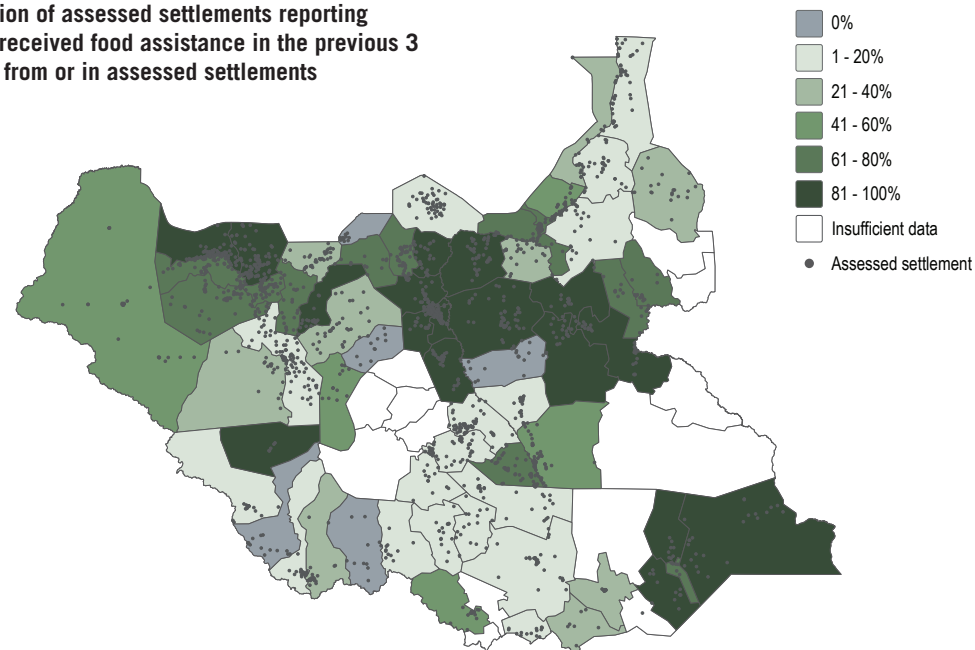 ion of assessed settlements reporting
received food assistance in the previous 3
from or in assessed settlements
0%
1 - 20%
21 - 40%
41 - 60%
61 - 80%
81 - 100%
Insufficient data
Assessed settlement